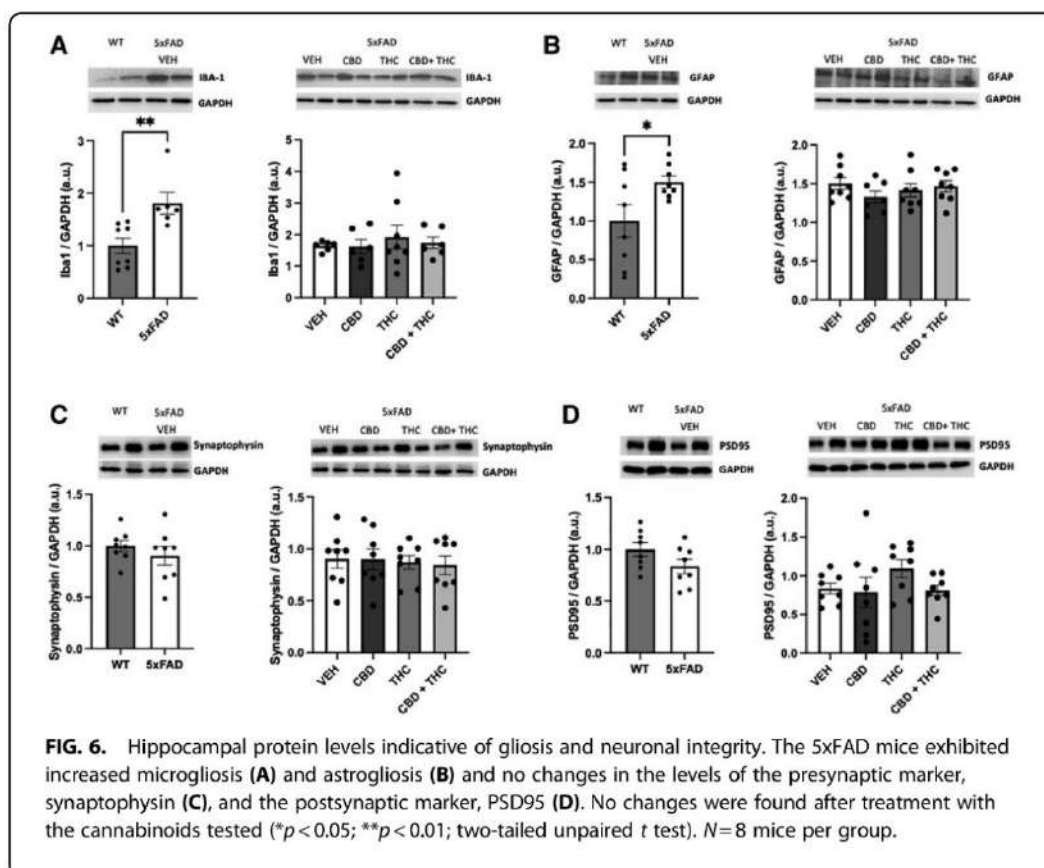 A
WT 5xFAD
VEH
IBA-1
GAPDH
**
Iba1 / GAPDH (a.u.)
3
2
1
0
WT
5xFAD
5xFAD
VEH CBD THC CBD+ THC
IBA-1
GAPDH
Iba1 / GAPDH (a.u.)
5
4
3
2
1
0
VEH
CBD
THC
CBD + THC
B
WT 5xFAD
VEH
GFAP
GAPDH
*
GFAP / GAPDH (a.u.)
2.0
1.5
1.0
0.5
0.0
WT
5xFAD
5xFAD
VEH CBD THC CBD+ THC
GFAP
GAPDH
GFAP / GAPDH (a.u.)
2.0
1.5
1.0
0.5
0.0
VEH
CBD
THC
CBD + THC
C
WT 5xFAD
VEH
Synaptophysin
GAPDH
Synaptophysin / GAPDH (a.u.)
1.5
1.0
0.5
0.0
WT 5xFAD
5xFAD
VEH CBD THC CBD+ THC
Synaptophysin
GAPDH
Synaptophysin / GAPDH (a.u.)
1.5
1.0
0.5
0.0
VEH
CBD
THC
CBD + THC
D
WT 5xFAD
VEH
PSD95
GAPDH
PSD95 / GAPDH (a.u.)
1.5
1.0
0.5
0.0
WT 5xFAD
5xFAD
VEH CBD THC CBD+ THC
PSD95
GAPDH
PSD95 / GAPDH (a.u.)
2.0
1.5
1.0
0.5
0.0
VEH
CBD
THC
CBD + THC
FIG. 6. Hippocampal protein levels indicative of gliosis and neuronal integrity. The 5xFAD mice exhibited
increased microgliosis (A) and astrogliosis (B) and no changes in the levels of the presynaptic marker,
synaptophysin (C), and the postsynaptic marker, PSD95 (D). No changes were found after treatment with
the cannabinoids tested (*p < 0.05; **p < 0.01; two-tailed unpaired t test). N = 8 mice per group.